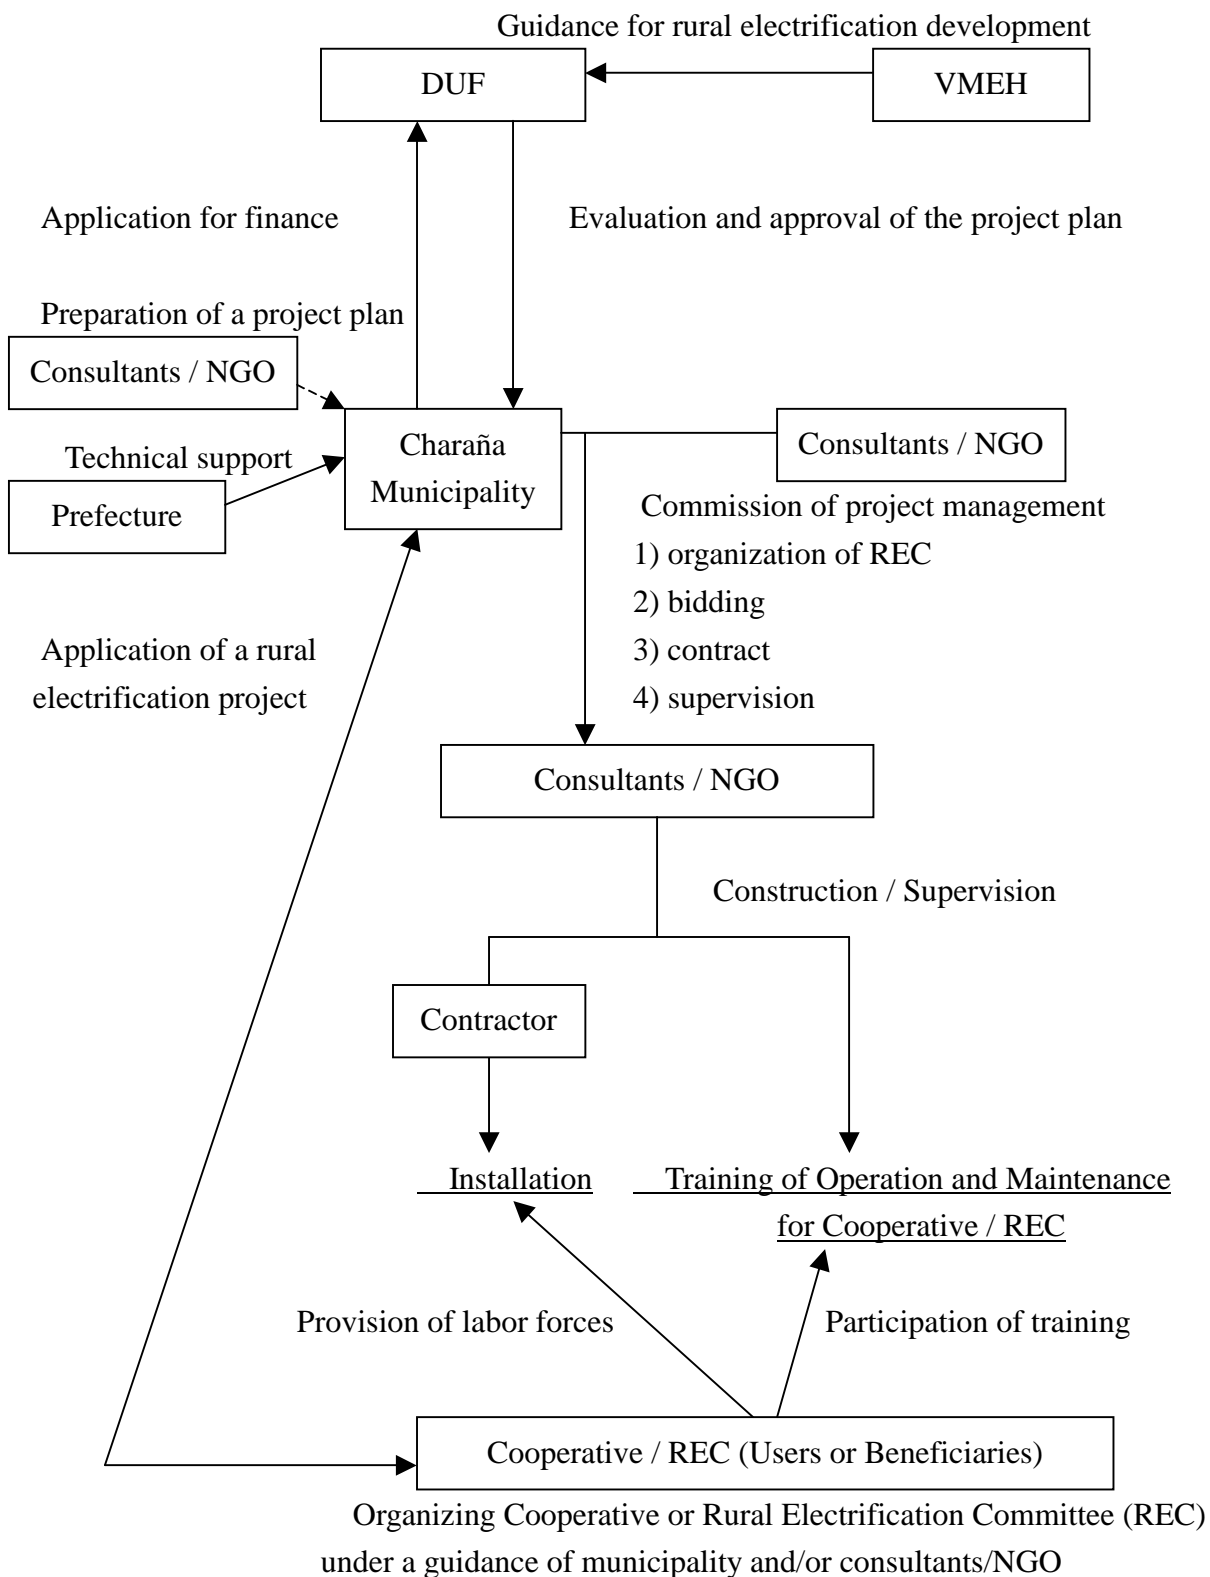 Guidance for rural electrification development
DUF
VMEH
Application for finance
Evaluation and approval of the project plan
Preparation of a project plan
Consultants / NGO
Technical support
Prefecture
Charaña
Municipality
Consultants / NGO
Commission of project management
1) organization of REC
2) bidding
3) contract
4) supervision
Application of a rural
electrification project
Consultants / NGO
Construction / Supervision
Contractor
Installation
Training of Operation and Maintenance
for Cooperative / REC
Provision of labor forces
Participation of training
Cooperative / REC (Users or Beneficiaries)
Organizing Cooperative or Rural Electrification Committee (REC)
under a guidance of municipality and/or consultants/NGO